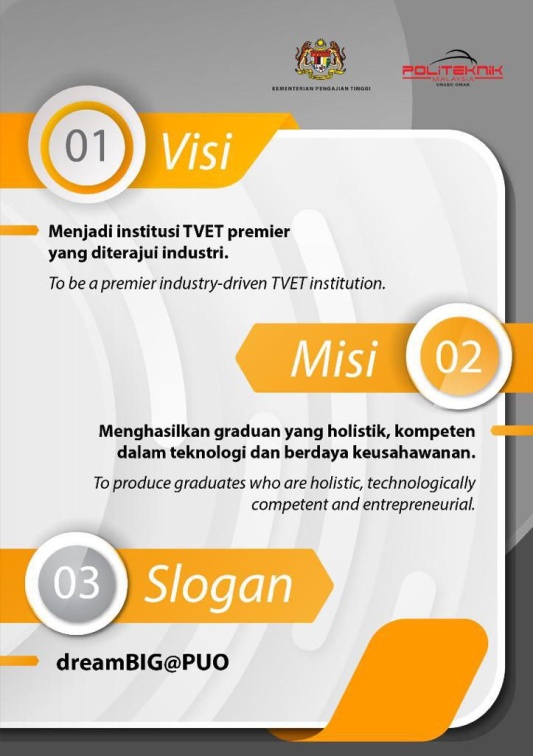 KEMENTERIAN PENGAJIAN TINGGI
POLITEKNIK
MALAYSIA
UNGKU OMAR
01
Visi
Menjadi institusi TVET premier
yang diterajui industri.
To be a premier industry-driven TVET institution.
Misi
02
Menghasilkan graduan yang holistik, kompeten
dalam teknologi dan berdaya keusahawanan.
To produce graduates who are holistic, technologically
competent and entrepreneurial.
03
Slogan
dreamBIG@PUO